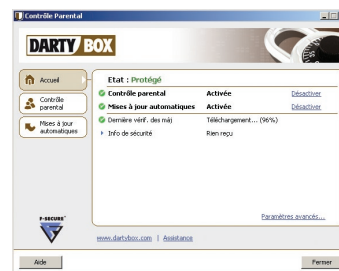 Contrôle Parental
DARTY BOX
Accueil
Contrôle
parental
Mises à jour
automatiques
Etat : Protégé
Contrôle parental Activée Désactiver
Mises à jour automatiques Activée Désactiver
Dernière vérif. des màj Téléchargement... (96%)
Info de sécurité Rien reçu
Paramètres avancés...
F-SECURE
www.dartybox.com | Assistance
Aide Fermer